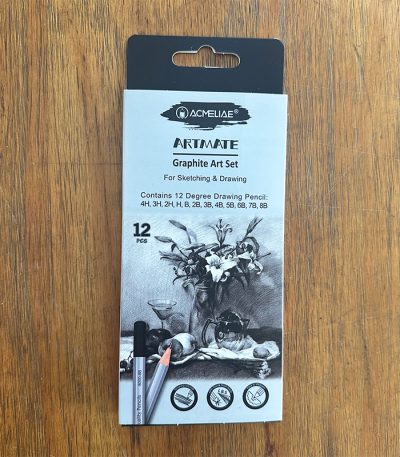 ACMELIAE®
ARTMATE
Graphite Art Set
For Sketching & Drawing
Contains 12 Degree Drawing Pencil:
4H, 3H, 2H, H, B, 2B, 3B, 4B, 5B, 6B, 7B, 8B
12
PCS